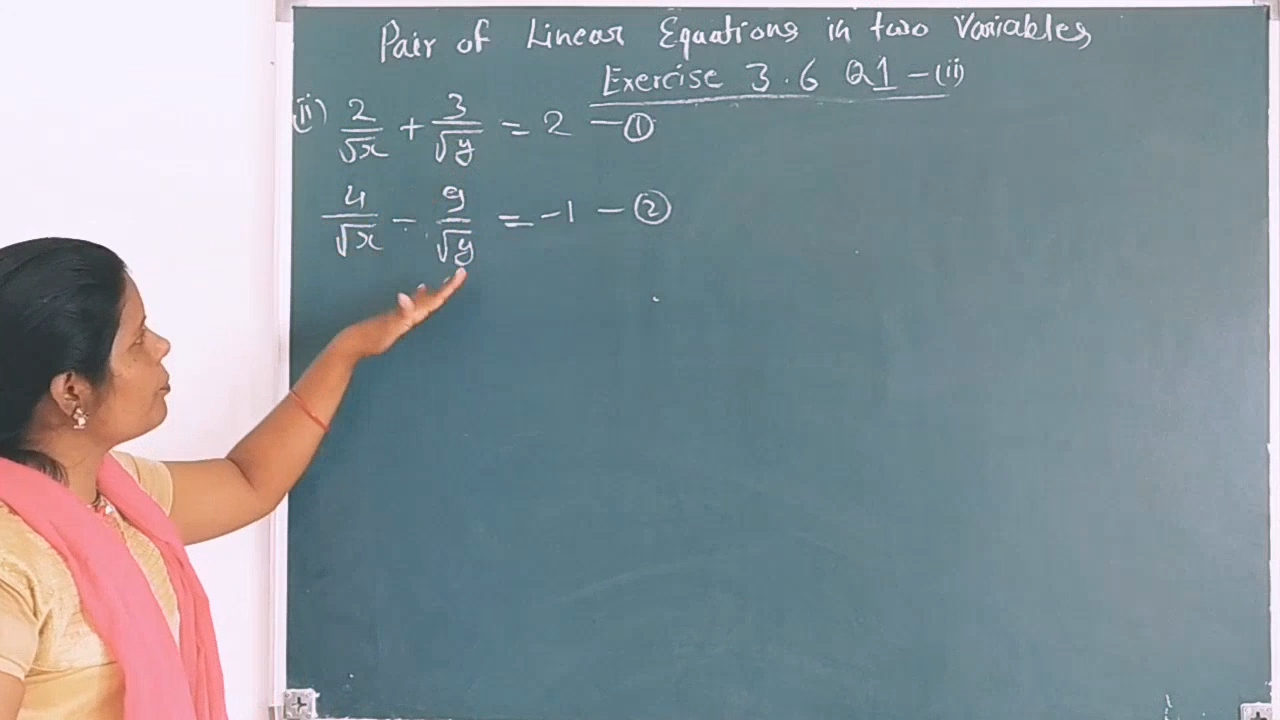 Pair of Linear Equations in two Variables
Exercise 3.6 Q1 - (ii)
(ii) 2/√x + 3/√y = 2 - ①
4/√x - 9/√y = -1 - ②